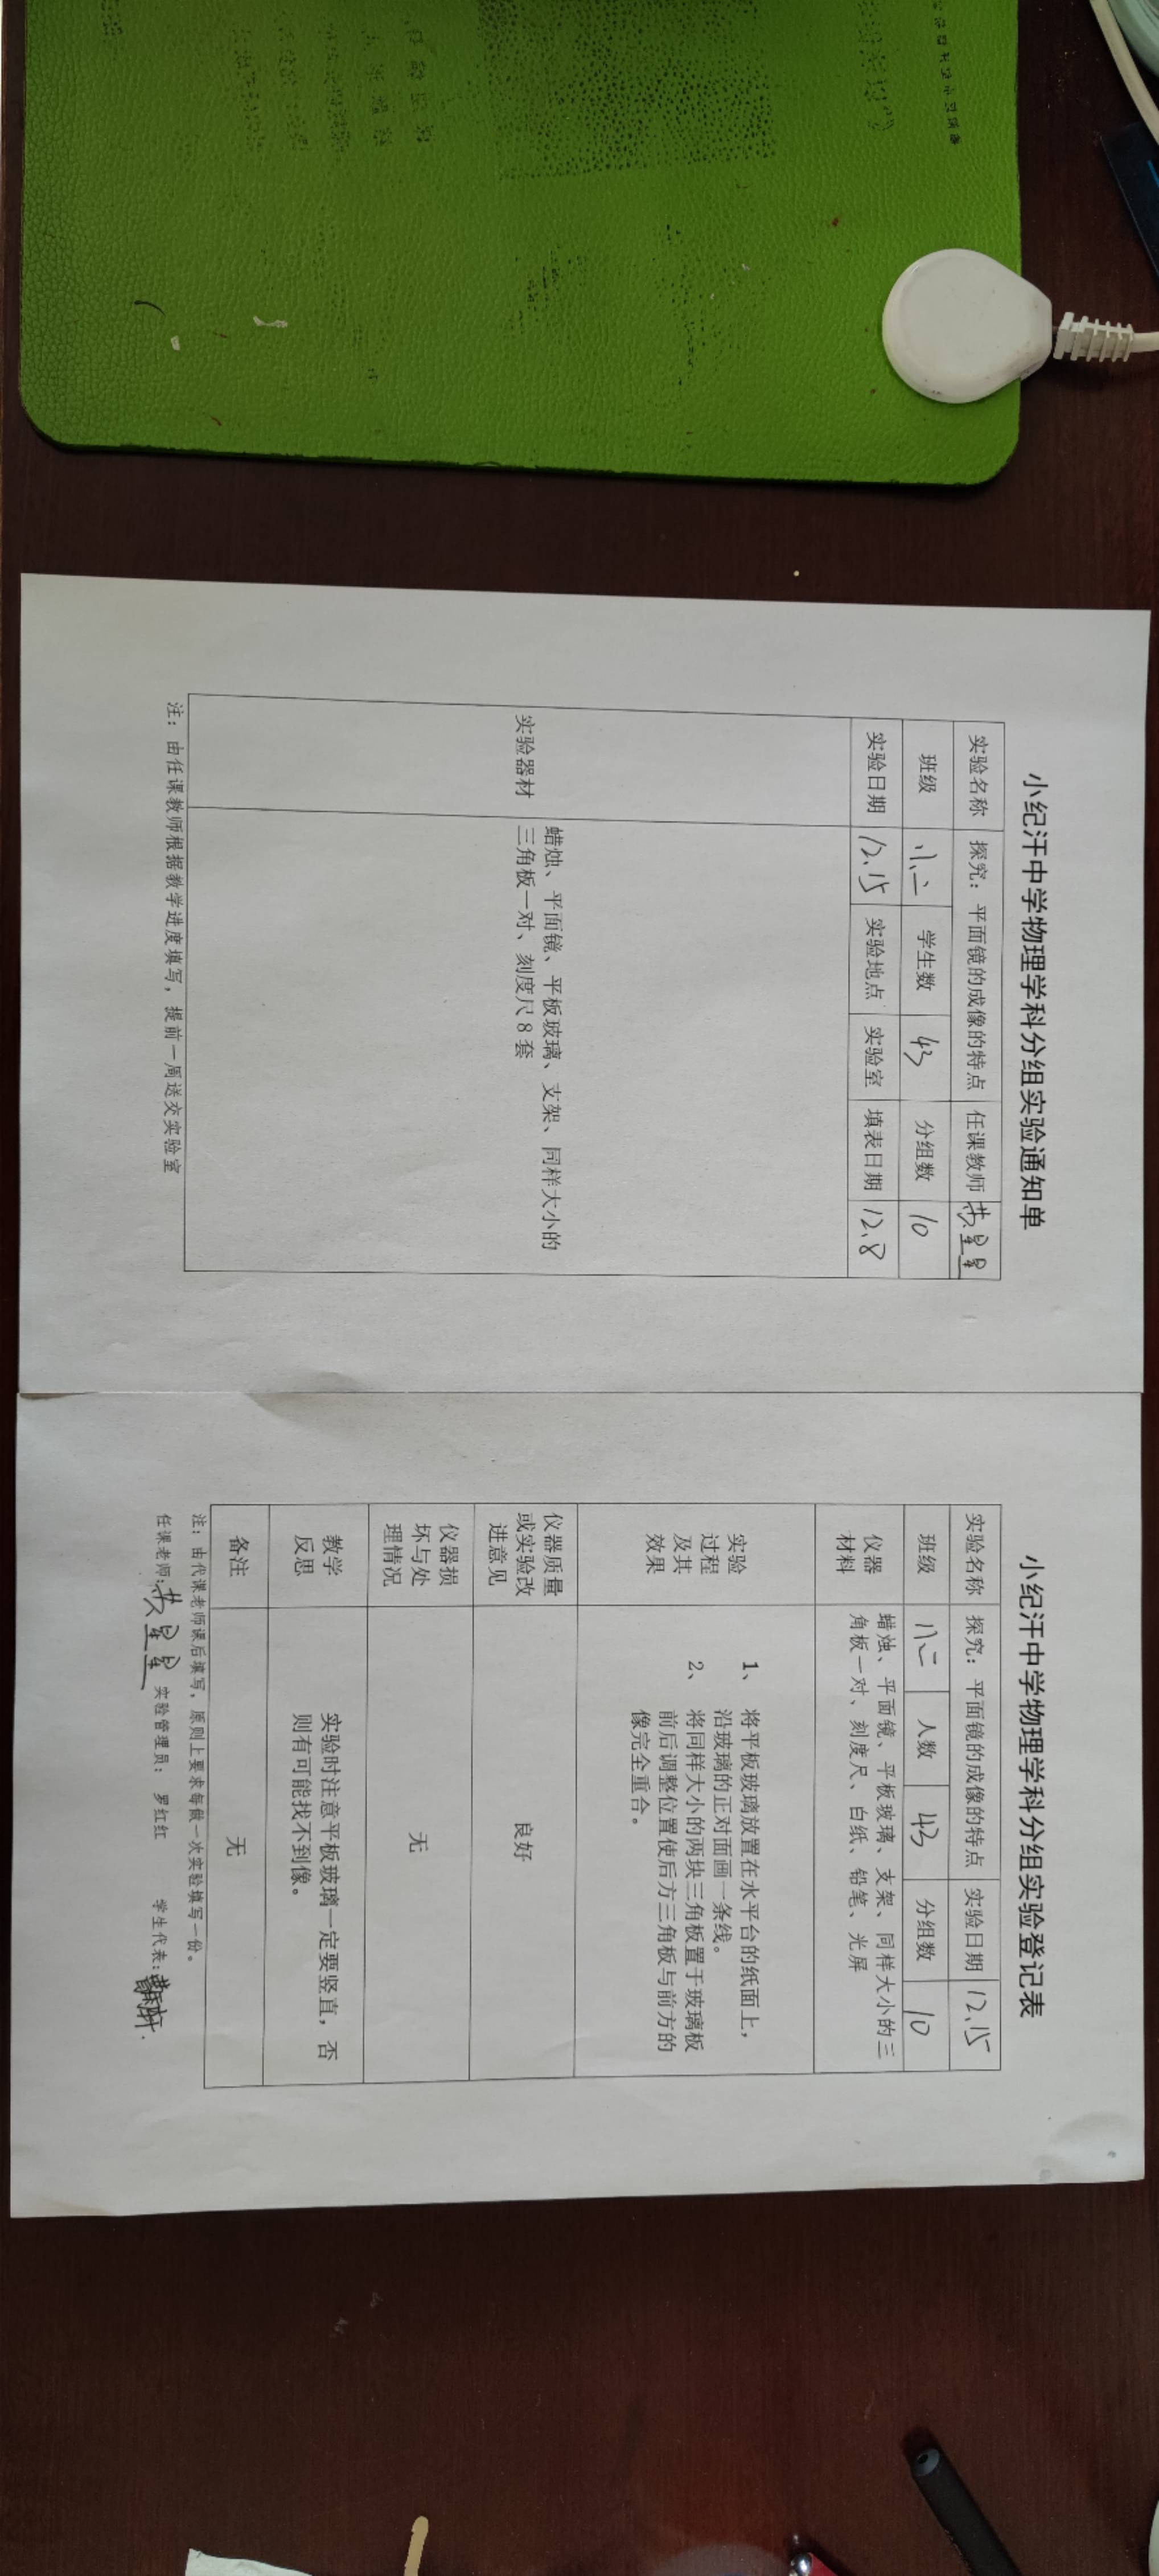 小纪汗中学物理学科分组实验通知单
实验名称 探究：平面镜的成像的特点 任课教师
班级 八二 学生数 43 分组数 10
实验日期 12.15 实验地点 实验室 填表日期 12.8
实验器材
蜡烛、平面镜、平板玻璃、支架、同样大小的
三角板一对、刻度尺 8 套
注：由任课教师根据教学进度填写，提前一周送交实验室
小纪汗中学物理学科分组实验登记表
实验名称 探究：平面镜的成像的特点 实验日期 12.15
班级 八二 人数 43 分组数 10
仪器
材料
蜡烛、平面镜、平板玻璃、支架、同样大小的三
角板一对、刻度尺、白纸、铅笔、光屏
实验
过程
及其
效果
1、 将平板玻璃放置在水平台的纸面上，
沿玻璃的正对面画一条线。
2、 将同样大小的两块三角板置于玻璃板
前后调整位置使后方三角板与前方的
像完全重合。
仪器质量
或实验改
进意见
良好
仪器损
坏与处
理情况
无
教学
反思
实验时注意平板玻璃一定要竖直，否
则有可能找不到像。
备注 无
注：由代课老师课后填写，原则上要求每做一次实验填写一份。
任课老师： 实验管理员：罗红红 学生代表：